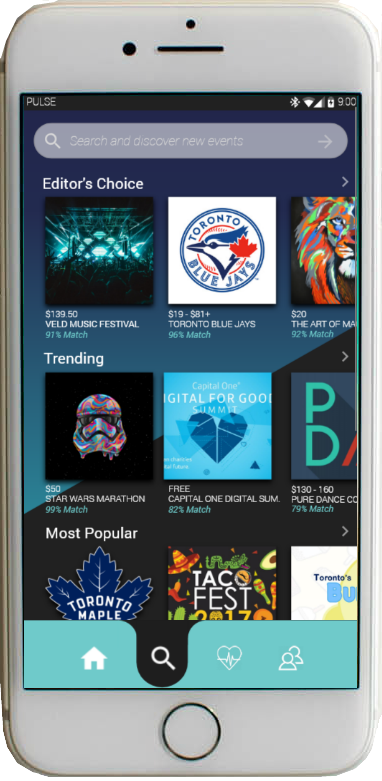 PULSE
9:00
Search and discover new events
Editor's Choice
TORONTO
BLUE JAYS
$139.50
VELD MUSIC FESTIVAL
91% Match
$19 - $81+
TORONTO BLUE JAYS
96% Match
$20
THE ART OF MA
92% Match
Trending
Capital One
IGITAL FOR GOOD
SUMMIT
P
D
$50
STAR WARS MARATHON
99% Match
FREE
CAPITAL ONE DIGITAL SUM.
82% Match
$130 - 160
PURE DANCE CO
79% Match
Most Popular
TORONTO
MAPLE
TACO
FEST
2017
Toronto's
Bu